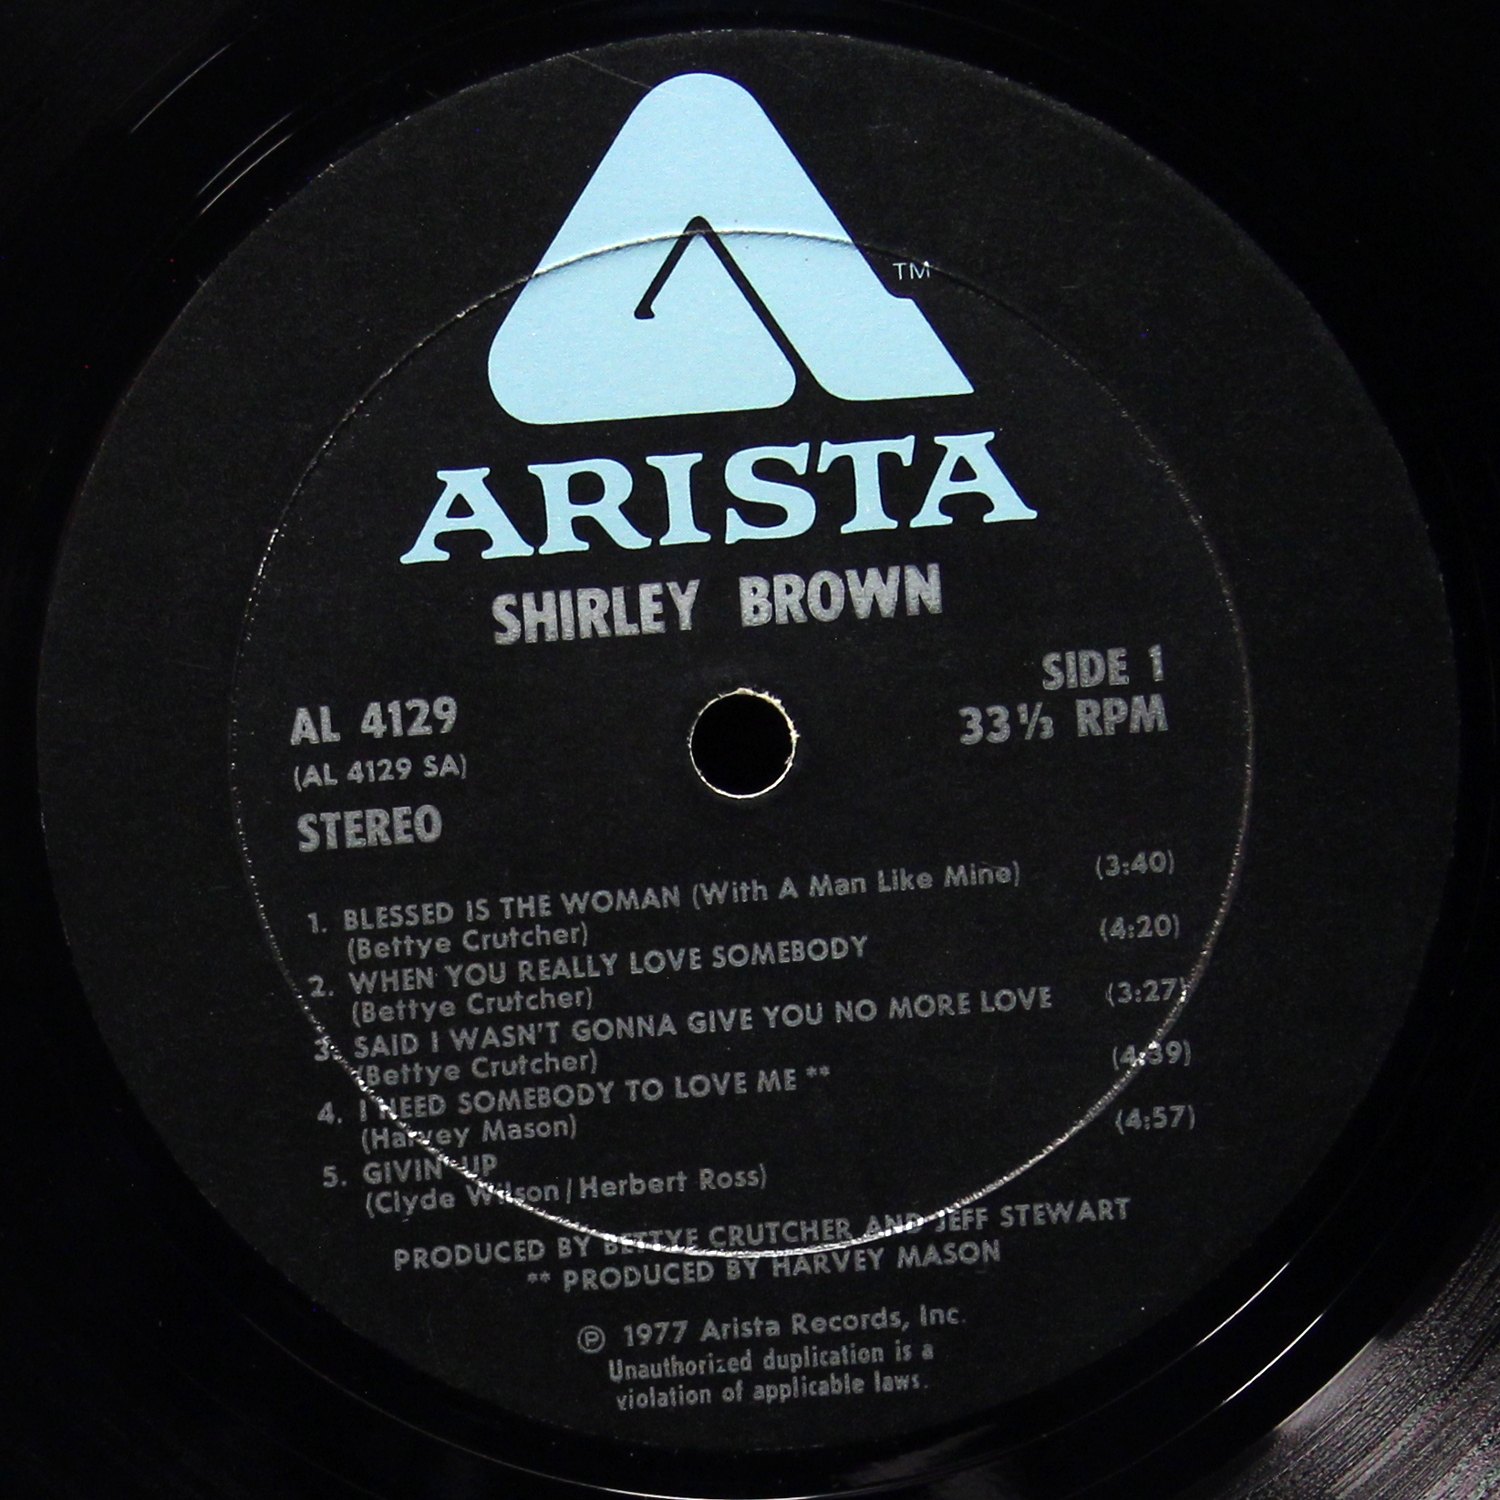 TM
ARISTA
SHIRLEY BROWN
SIDE 1
33 1/3 RPM
AL 4129
(AL 4129 SA)
STEREO
1. BLESSED IS THE WOMAN (With A Man Like Mine) (3:40)
(Bettye Crutcher)
2. WHEN YOU REALLY LOVE SOMEBODY (4:20)
(Bettye Crutcher)
3. SAID I WASN'T GONNA GIVE YOU NO MORE LOVE (3:27)
(Bettye Crutcher)
4. I NEED SOMEBODY TO LOVE ME ** (4:39)
(Harvey Mason)
5. GIVIN' UP (4:57)
(Clyde Wilson/Herbert Ross)
PRODUCED BY BETTYE CRUTCHER AND JEFF STEWART
** PRODUCED BY HARVEY MASON
℗ 1977 Arista Records, Inc.
Unauthorized duplication is a
violation of applicable laws.